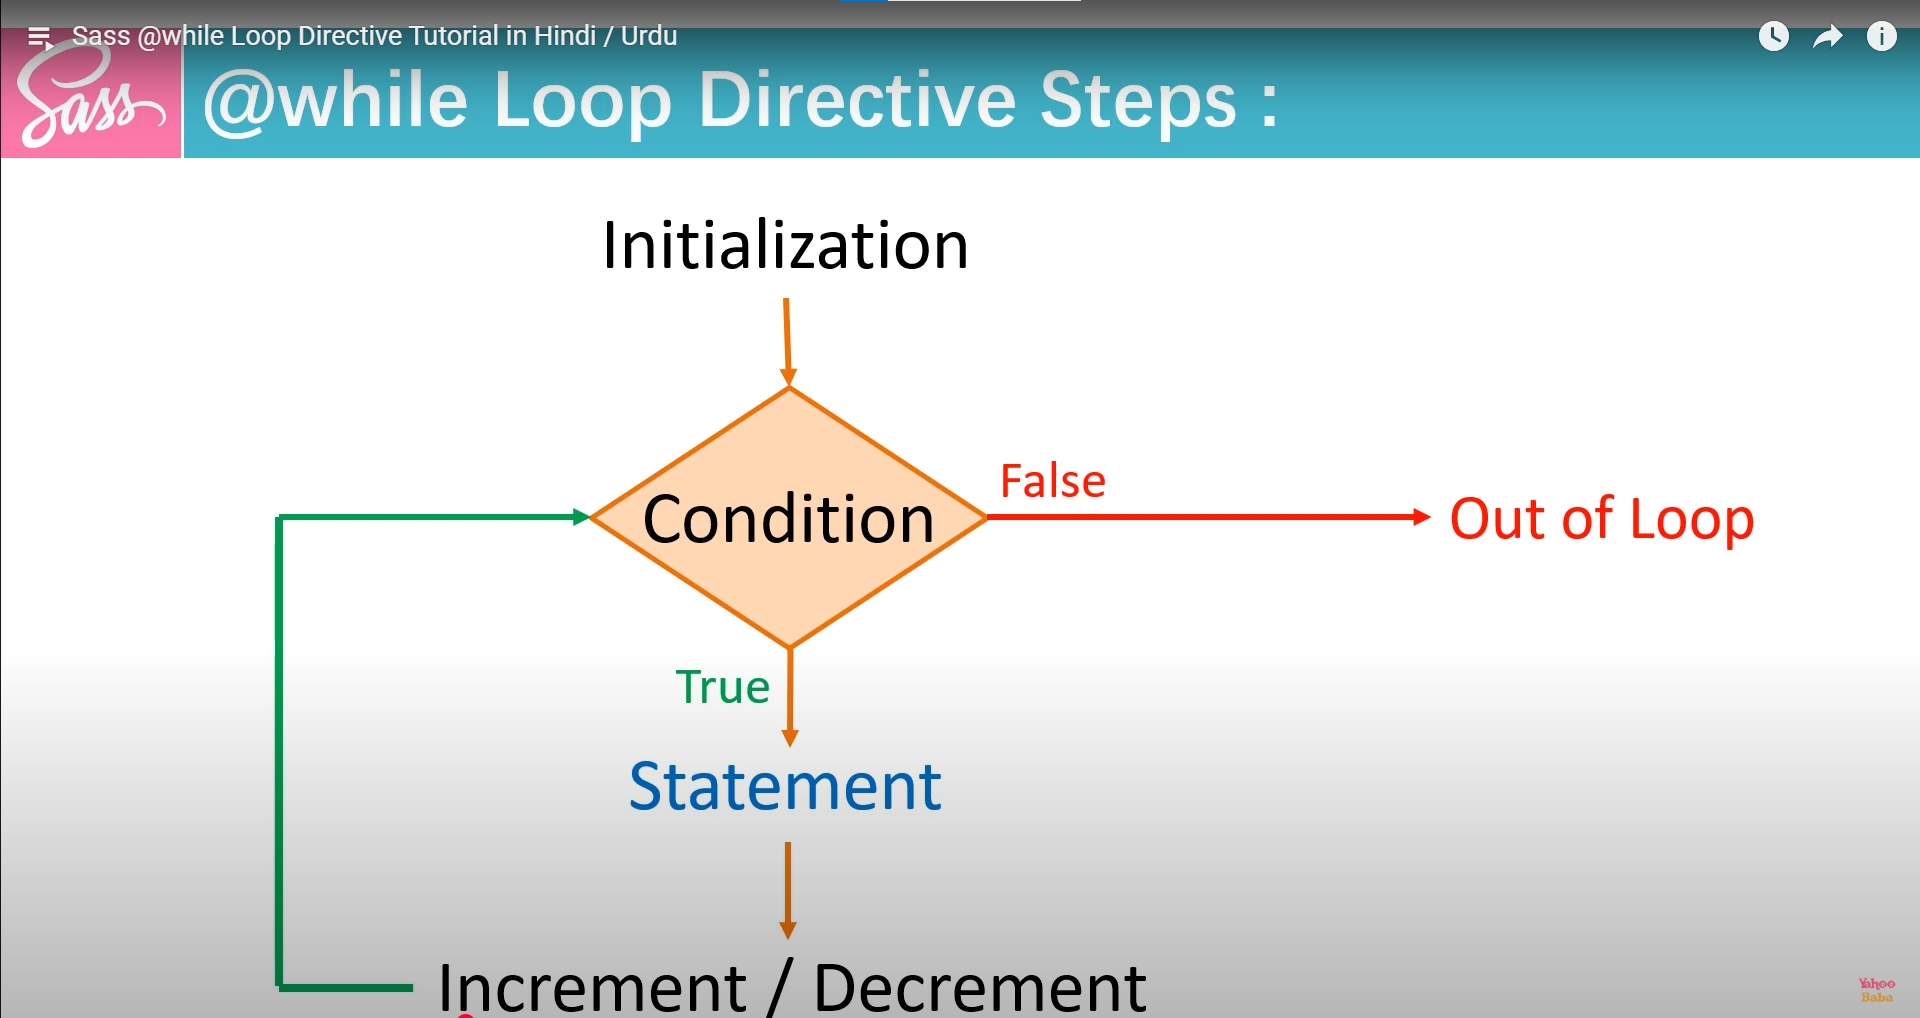 Sass @while Loop Directive Tutorial in Hindi / Urdu
Sass
@while Loop Directive Steps :
Initialization
Condition
False
Out of Loop
True
Statement
Increment / Decrement
Yahoo
Baba